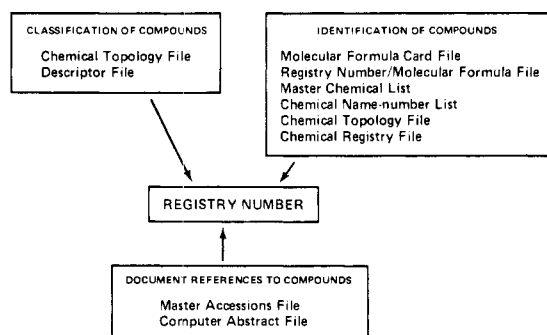 CLASSIFICATION OF COMPOUNDS
Chemical Topology File
Descriptor File
IDENTIFICATION OF COMPOUNDS
Molecular Formula Card File
Registry Number/Molecular Formula File
Master Chemical List
Chemical Name-number List
Chemical Topology File
Chemical Registry File
REGISTRY NUMBER
DOCUMENT REFERENCES TO COMPOUNDS
Master Accessions File
Computer Abstract File